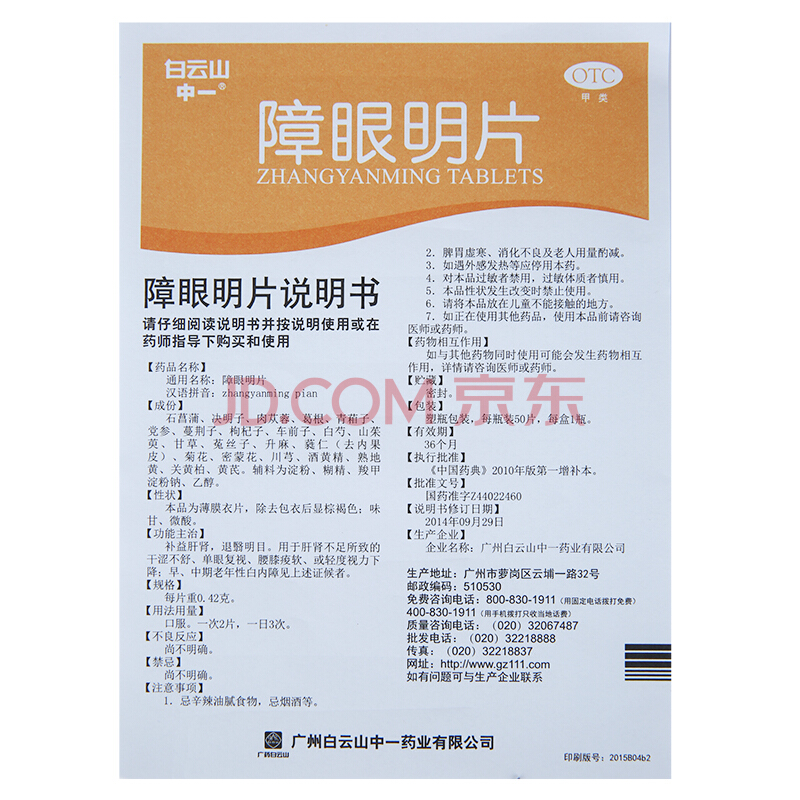 白云山
中一®
OTC
甲类
障眼明片
ZHANGYANMING TABLETS
障眼明片说明书
请仔细阅读说明书并按说明使用或在
药师指导下购买和使用
【药品名称】
通用名称：障眼明片
汉语拼音：zhangyanming pian
【成份】
石菖蒲、决明子、肉苁蓉、葛根、青葙子、
党参、蔓荆子、枸杞子、车前子、白芍、山茱
萸、甘草、菟丝子、升麻、蕤仁（去内果
皮）、菊花、密蒙花、川芎、酒黄精、熟地
黄、关黄柏、黄芪。辅料为淀粉、糊精、羧甲
淀粉钠、乙醇。
【性状】
本品为薄膜衣片，除去包衣后显棕褐色；味
甘、微酸。
【功能主治】
补益肝肾，退翳明目。用于肝肾不足所致的
干涩不舒、单眼复视、腰膝痠软、或轻度视力下
降；早、中期老年性白内障见上述证候者。
【规格】
每片重0.42克。
【用法用量】
口服。一次2片，一日3次。
【不良反应】
尚不明确。
【禁忌】
尚不明确。
【注意事项】
1．忌辛辣油腻食物，忌烟酒等。
2．脾胃虚寒、消化不良及老人用量酌减。
3．如遇外感发热等应停用本药。
4．对本品过敏者禁用，过敏体质者慎用。
5．本品性状发生改变时禁止使用。
6．请将本品放在儿童不能接触的地方。
7．如正在使用其他药品，使用本品前请咨询
医师或药师。
【药物相互作用】
如与其他药物同时使用可能会发生药物相互
作用，详情请咨询医师或药师。
【贮藏】
密封。
【包装】
塑瓶包装，每瓶装50片，每盒1瓶。
【有效期】
36个月
【执行批准】
《中国药典》2010年版第一增补本。
【批准文号】
国药准字Z44022460
【说明书修订日期】
2014年09月29日
【生产企业】
企业名称：广州白云山中一药业有限公司
生产地址：广州市萝岗区云埔一路32号
邮政编码：510530
免费咨询电话：800-830-1911（用固定电话拨打免费）
400-830-1911（用手机拨打只收当地话费）
质量咨询电话：（020）32067487
批发电话：（020）32218888
传真：（020）32218837
网址：http://www.gz111.com
如有问题可与生产企业联系
JD.COM 京东
广药白云山
广州白云山中一药业有限公司
印刷版号：2015B04b2